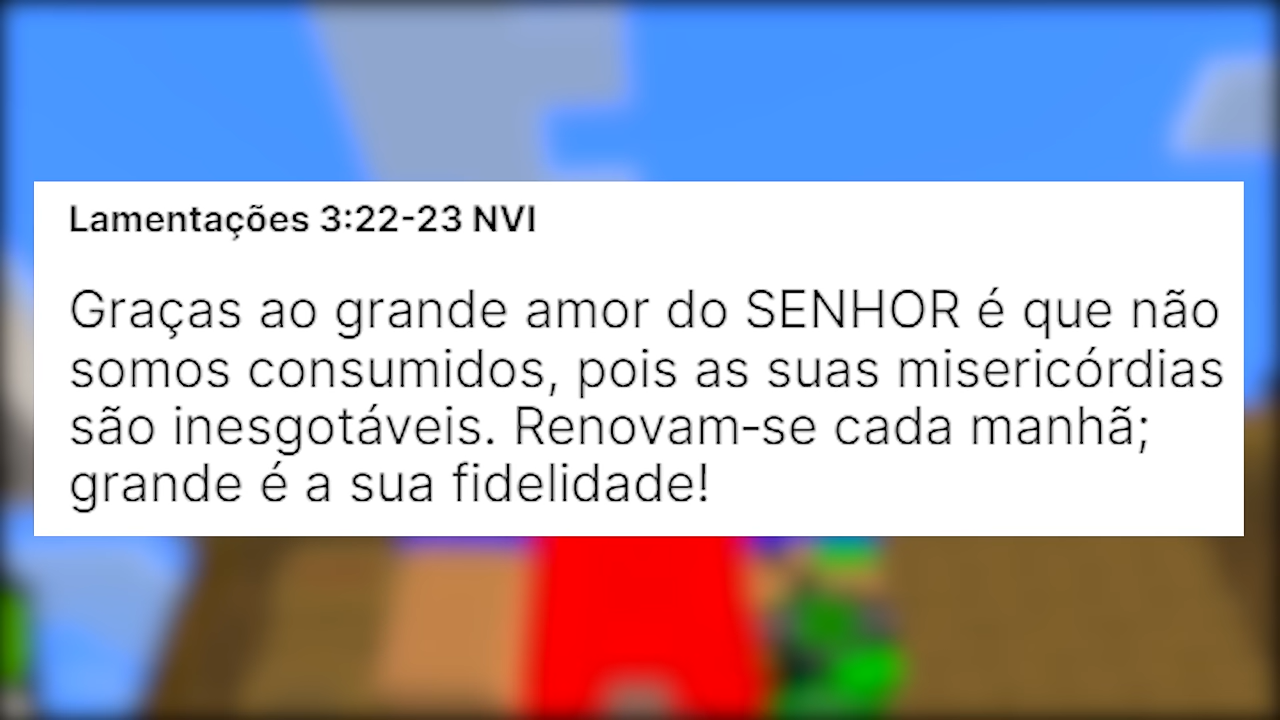 Lamentações 3:22-23 NVI
Graças ao grande amor do SENHOR é que não
somos consumidos, pois as suas misericórdias
são inesgotáveis. Renovam-se cada manhã;
grande é a sua fidelidade!